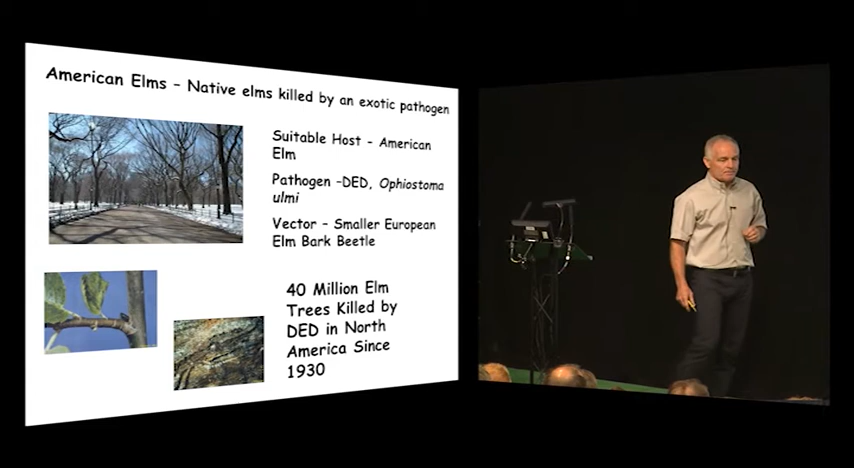 American Elms – Native elms killed by an exotic pathogen
Suitable Host - American
Elm
Pathogen -DED, Ophiostoma
ulmi
Vector – Smaller European
Elm Bark Beetle
40 Million Elm
Trees Killed by
DED in North
America Since
1930